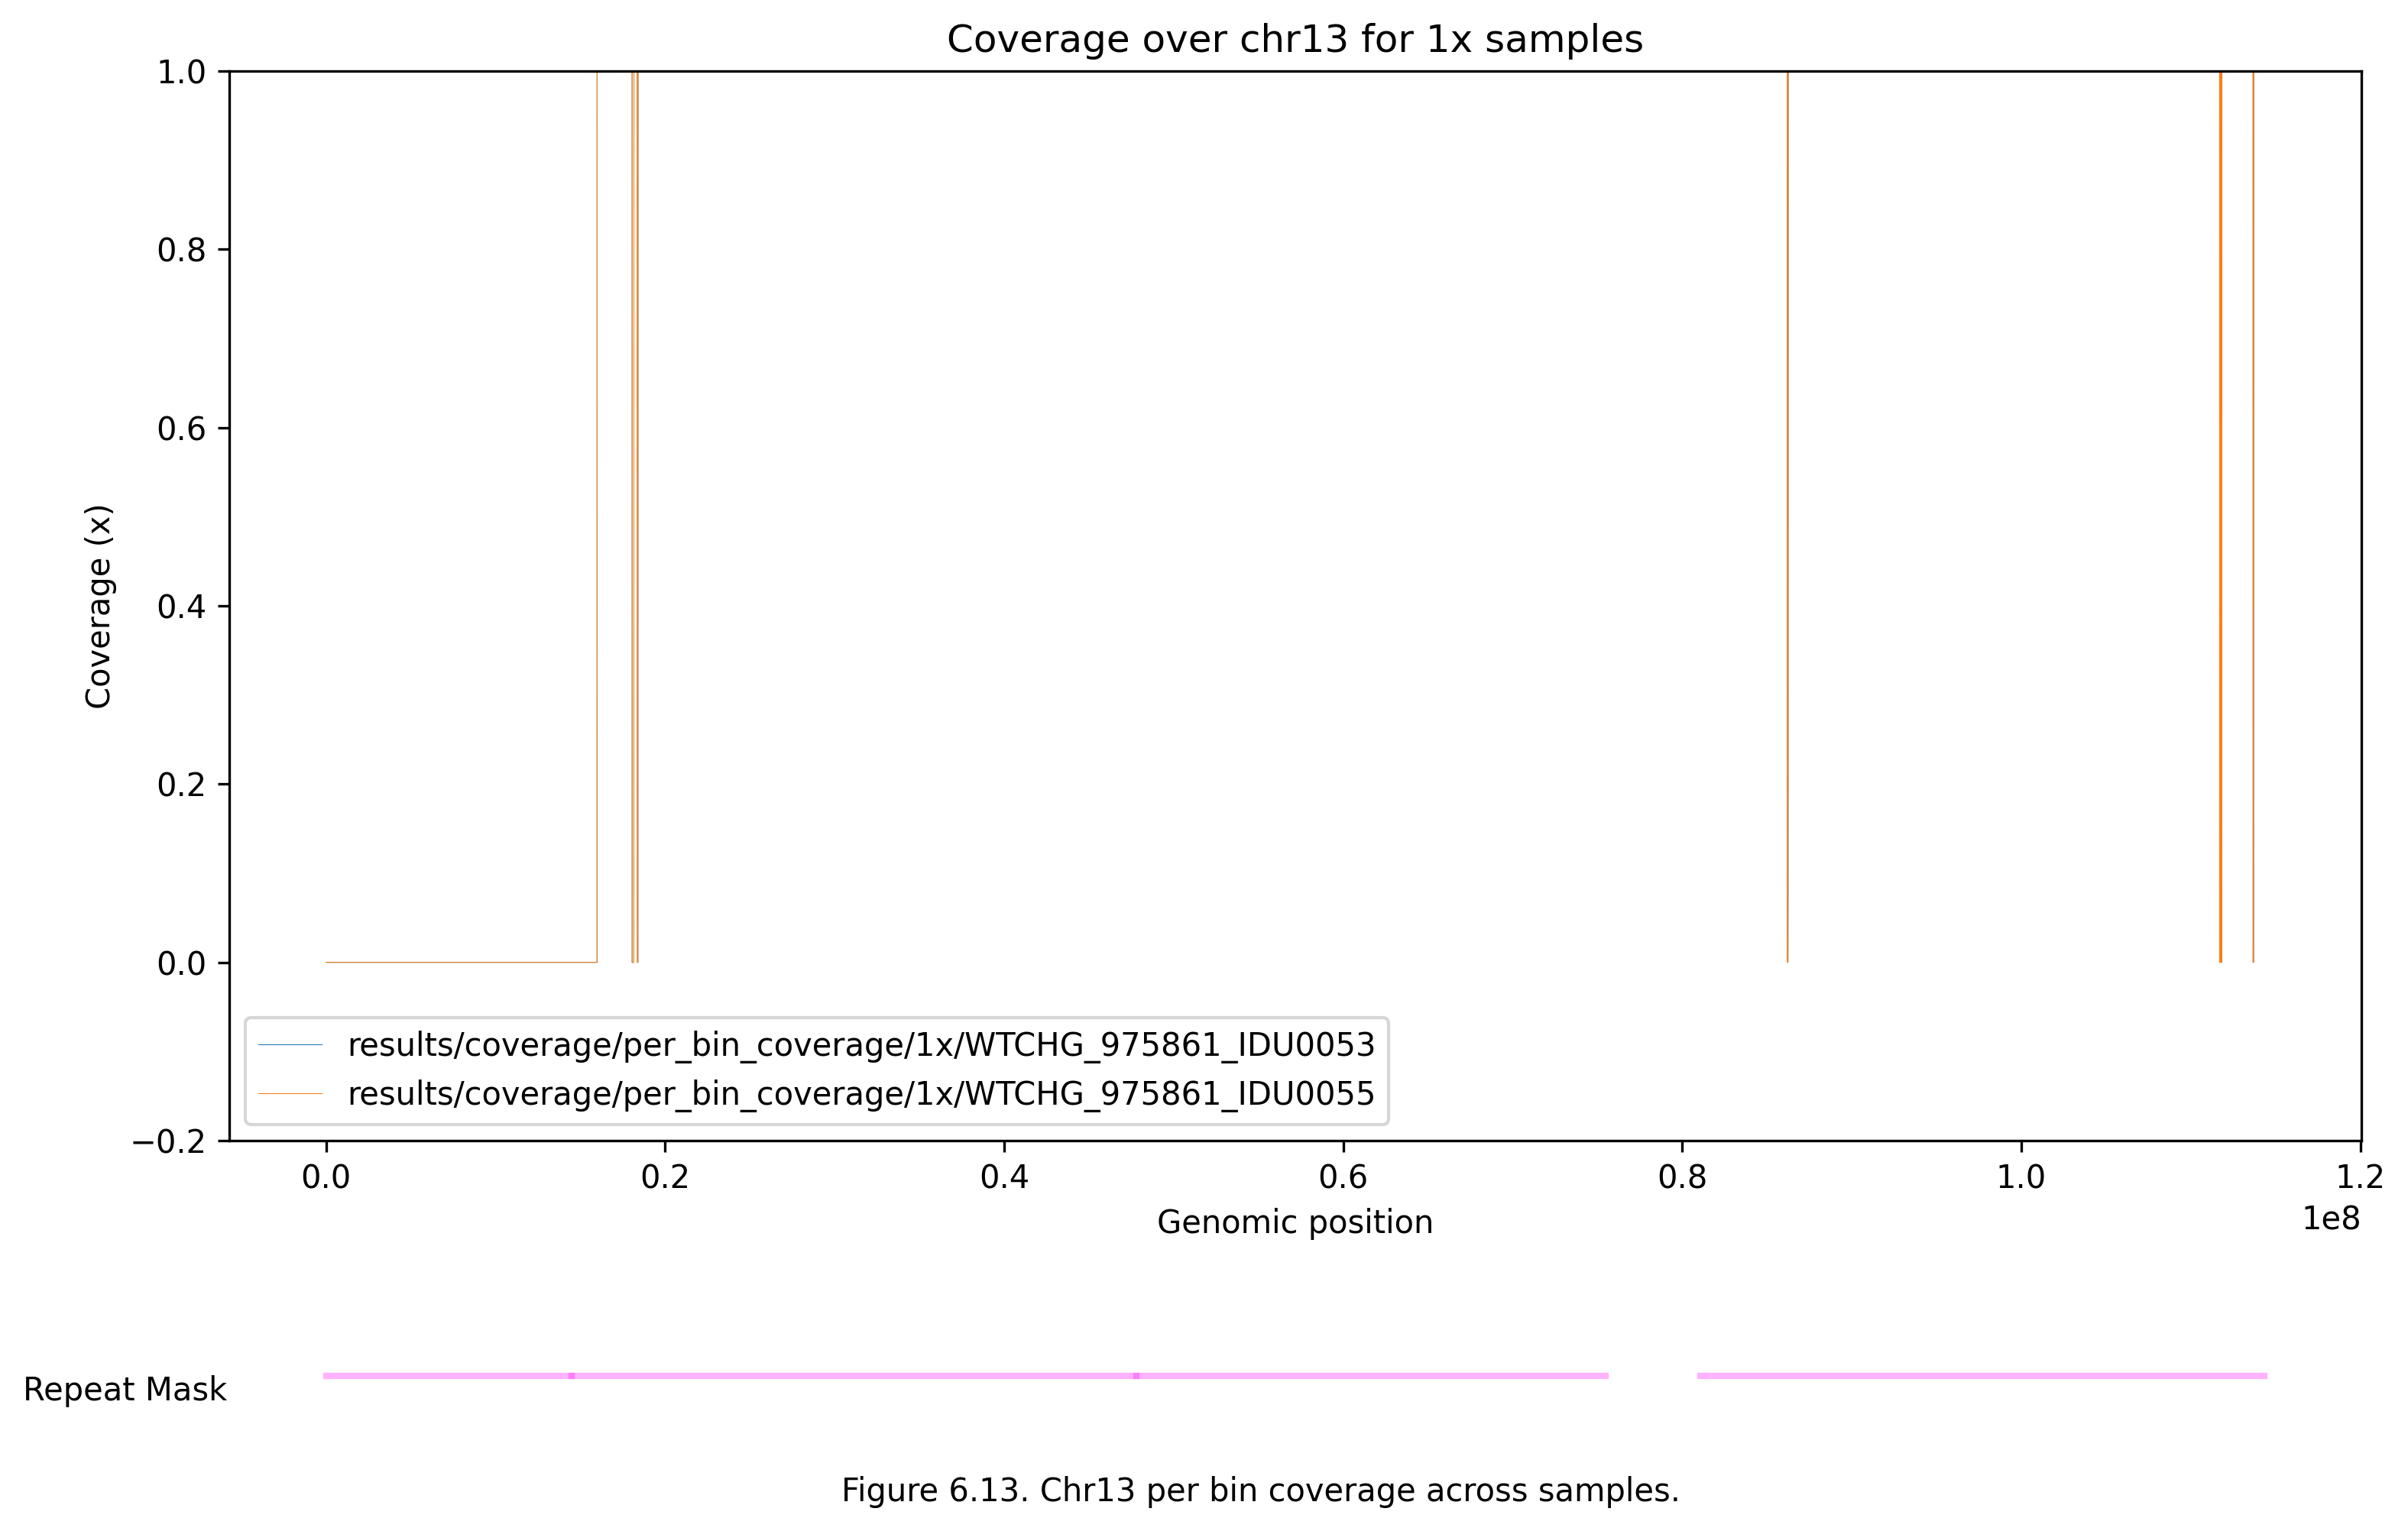 Coverage over chr13 for 1x samples
1.0
0.8
0.6
0.4
0.2
0.0
−0.2
Coverage (x)
results/coverage/per_bin_coverage/1x/WTCHG_975861_IDU0053
results/coverage/per_bin_coverage/1x/WTCHG_975861_IDU0055
0.0 0.2 0.4 0.6 0.8 1.0 1.2
1e8
Genomic position
Repeat Mask
Figure 6.13. Chr13 per bin coverage across samples.